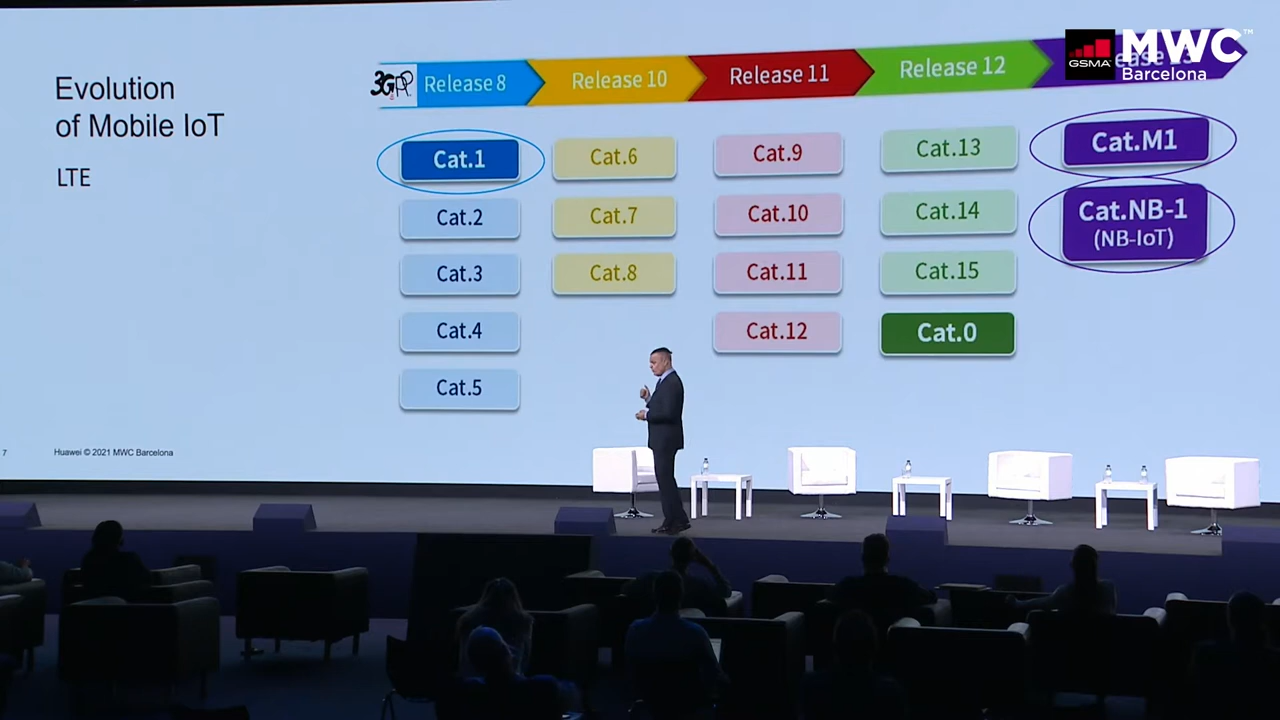 Evolution
of Mobile IoT
LTE
3GPP
Release 8
Release 10
Release 11
Release 12
GSMA
MWC™
Barcelona
Cat.1
Cat.2
Cat.3
Cat.4
Cat.5
Cat.6
Cat.7
Cat.8
Cat.9
Cat.10
Cat.11
Cat.12
Cat.13
Cat.14
Cat.15
Cat.0
Cat.M1
Cat.NB-1
(NB-IoT)
7
Huawei © 2021 MWC Barcelona